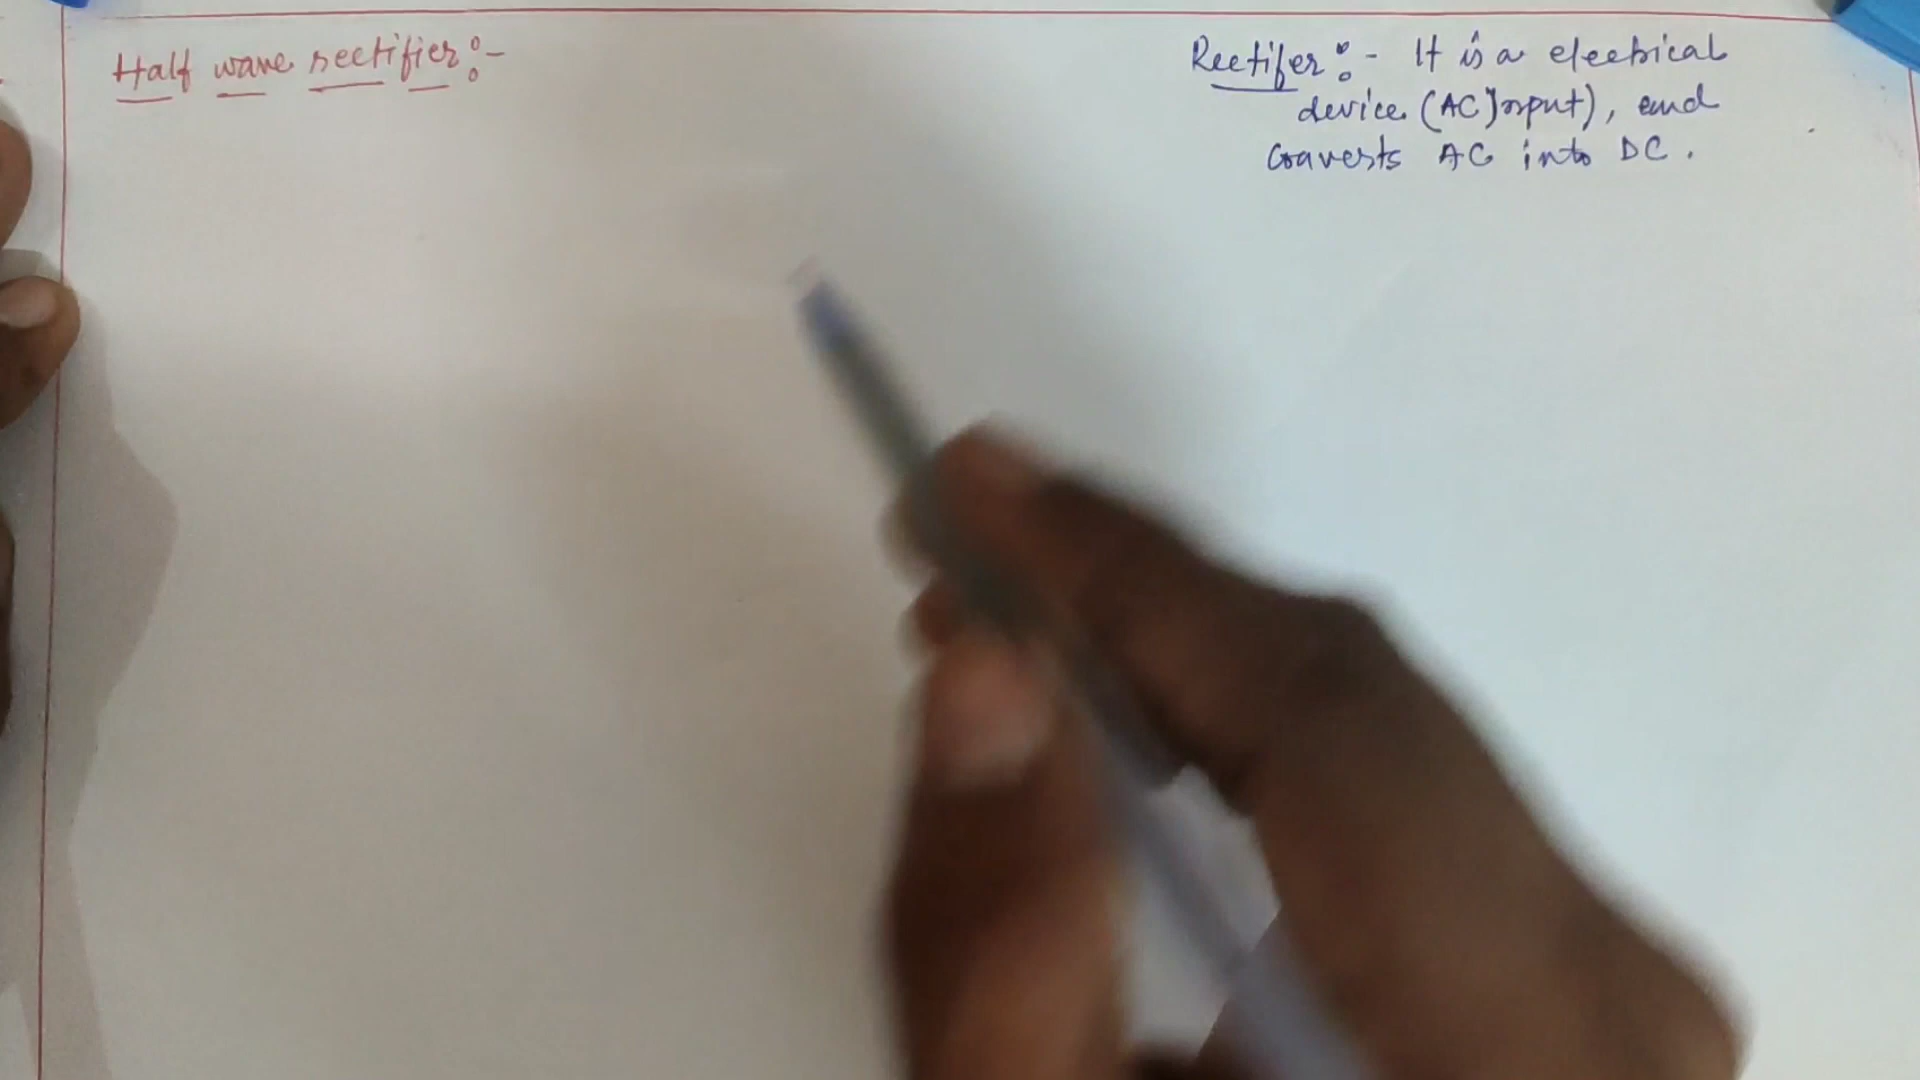 Half wave rectifier:-
Rectifer:- It is a electrical
device (AC Input), and
converts AC into DC.